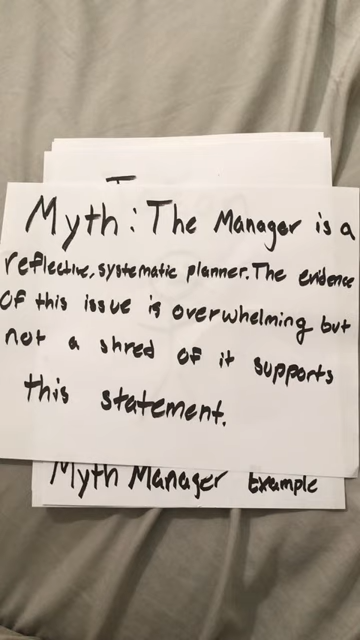 Myth: The Manager is a
reflective, systematic planner. The evidence
of this issue is overwhelming but
not a shred of it supports
this statement.
Myth Manager Example